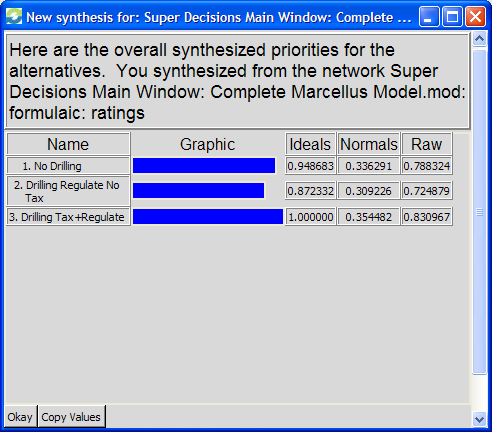 New synthesis for: Super Decisions Main Window: Complete ...
Here are the overall synthesized priorities for the
alternatives.  You synthesized from the network Super
Decisions Main Window: Complete Marcellus Model.mod:
formulaic: ratings
Name Graphic Ideals Normals Raw
1. No Drilling 0.948683 0.336291 0.788324
2. Drilling Regulate No
Tax 0.872332 0.309226 0.724879
3. Drilling Tax+Regulate 1.000000 0.354482 0.830967
Okay Copy Values